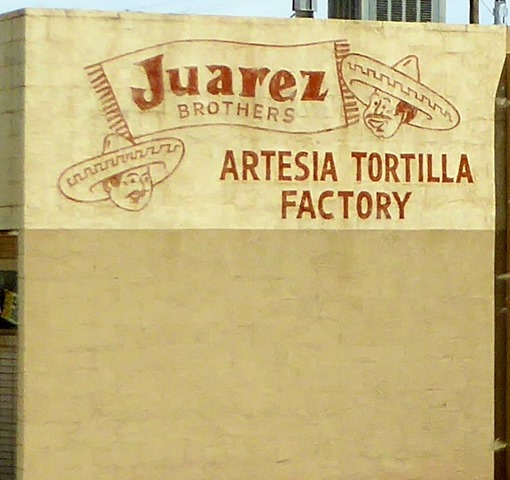 Juarez
BROTHERS
ARTESIA TORTILLA
FACTORY